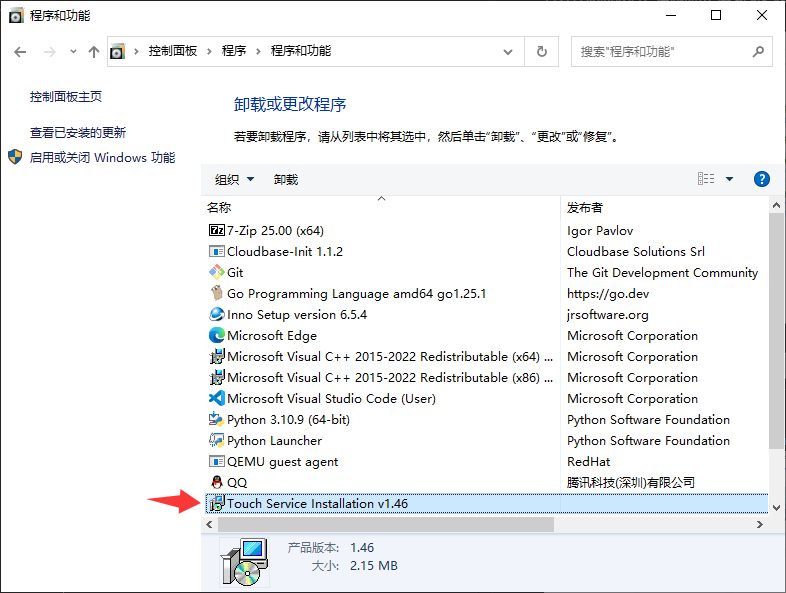 程序和功能
控制面板 程序 程序和功能
搜索"程序和功能"
控制面板主页
查看已安装的更新
启用或关闭 Windows 功能
卸载或更改程序
若要卸载程序，请从列表中将其选中，然后单击“卸载”、“更改”或“修复”。
组织 卸载
名称 发布者
7-Zip 25.00 (x64) Igor Pavlov
Cloudbase-Init 1.1.2 Cloudbase Solutions Srl
Git The Git Development Community
Go Programming Language amd64 go1.25.1 https://go.dev
Inno Setup version 6.5.4 jrsoftware.org
Microsoft Edge Microsoft Corporation
Microsoft Visual C++ 2015-2022 Redistributable (x64) ... Microsoft Corporation
Microsoft Visual C++ 2015-2022 Redistributable (x86) ... Microsoft Corporation
Microsoft Visual Studio Code (User) Microsoft Corporation
Python 3.10.9 (64-bit) Python Software Foundation
Python Launcher Python Software Foundation
QEMU guest agent RedHat
QQ 腾讯科技(深圳)有限公司
Touch Service Installation v1.46
产品版本: 1.46
大小: 2.15 MB